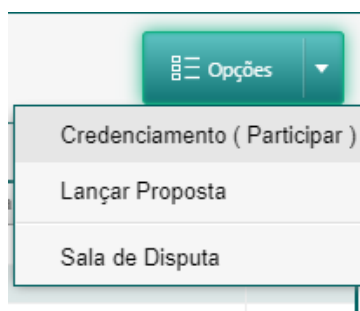 Opções
Credenciamento ( Participar )
Lançar Proposta
Sala de Disputa